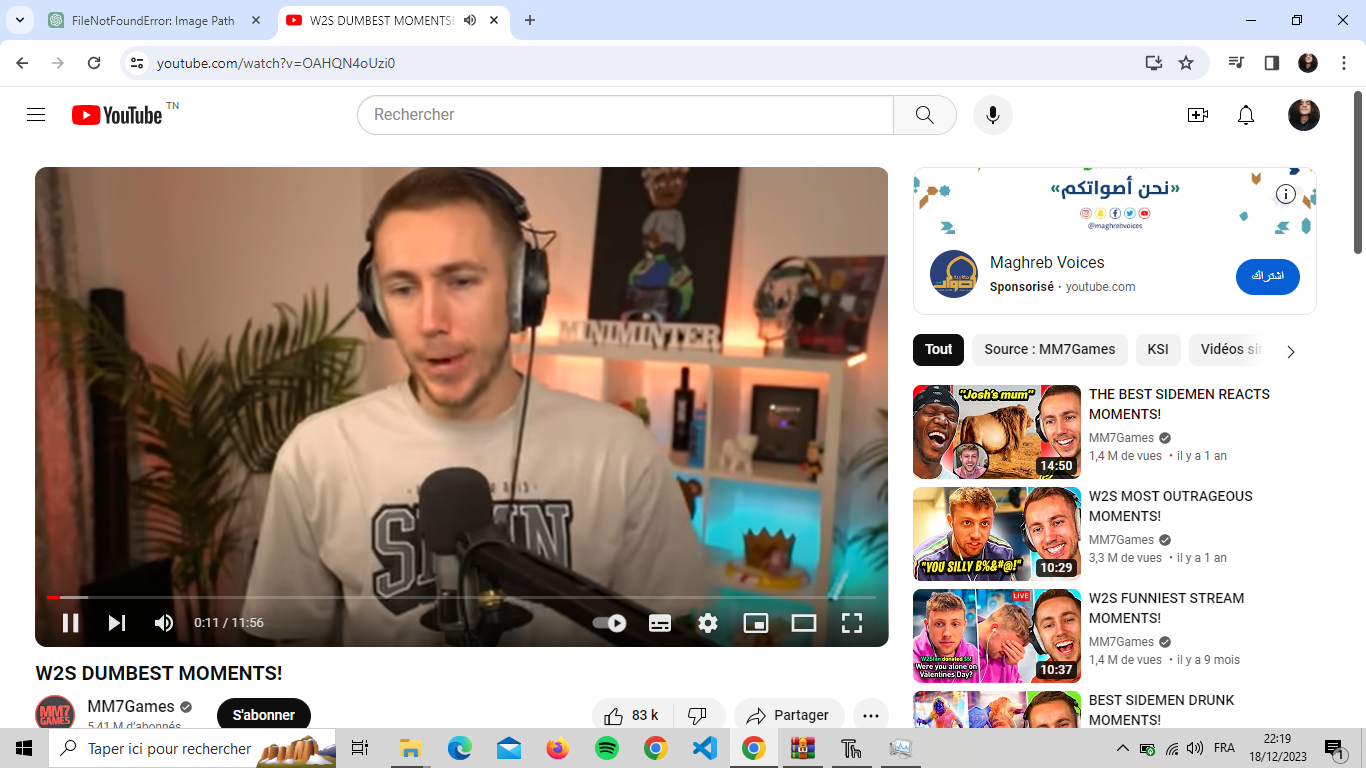 FileNotFoundError: Image Path
W2S DUMBEST MOMENTS!
youtube.com/watch?v=OAHQN4oUzi0
YouTube TN
Rechercher
MINIMINTER
0:11 / 11:56
W2S DUMBEST MOMENTS!
MM7 GAMES
MM7Games
5,41 M d'abonnés
S'abonner
83 k
Partager
«نحن أصواتكم»
@maghrebvoices
Maghreb Voices
Sponsorisé · youtube.com
اشتراك
Tout
Source : MM7Games
KSI
Vidéos
"Josh's mum"
14:50
THE BEST SIDEMEN REACTS
MOMENTS!
MM7Games
1,4 M de vues • il y a 1 an
"YOU SILLY B%&#@!"
10:29
W2S MOST OUTRAGEOUS
MOMENTS!
MM7Games
3,3 M de vues • il y a 1 an
LIVE
Were you alone on
Valentines Day?
10:37
W2S FUNNIEST STREAM
MOMENTS!
MM7Games
1,4 M de vues • il y a 9 mois
BEST SIDEMEN DRUNK
MOMENTS!
Taper ici pour rechercher
FRA
22:19
18/12/2023
1